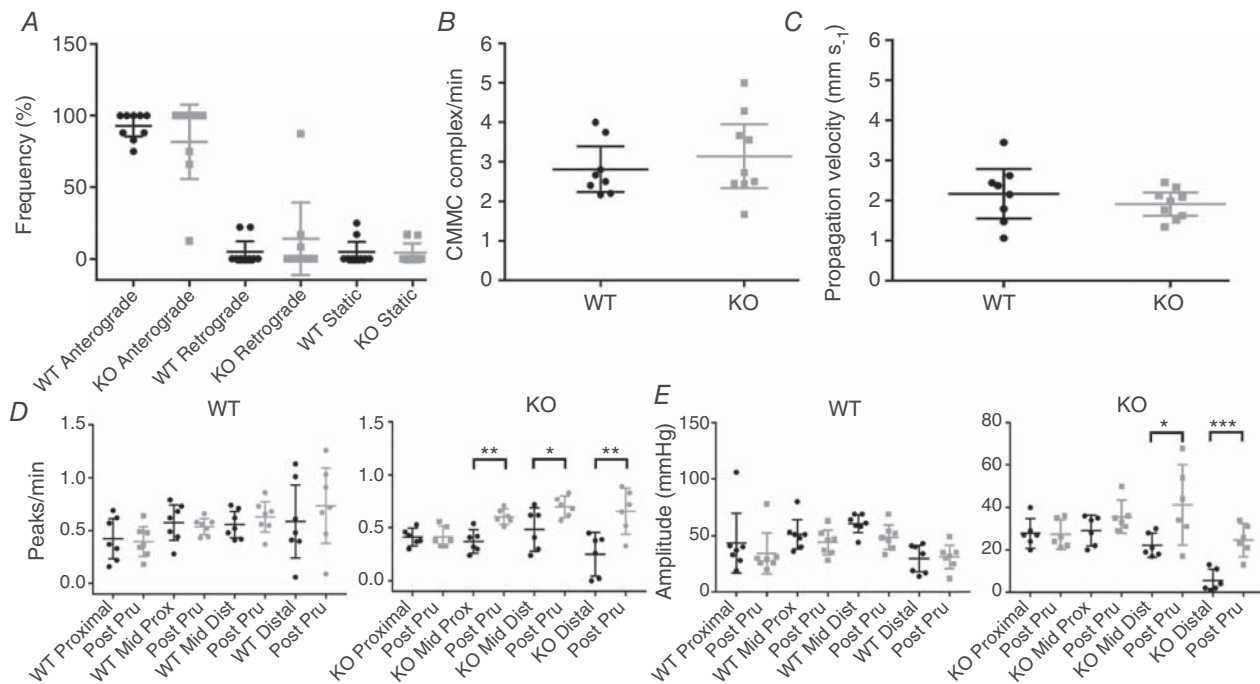 A
150
100
50
0
Frequency (%)
WT Anterograde
KO Anterograde
WT Retrograde
KO Retrograde
WT Static
KO Static
B
6
5
4
3
2
1
0
CMMC complex/min
WT
KO
C
6
5
4
3
2
1
0
Propagation velocity (mm s-1)
WT
KO
D
WT
1.5
1.0
0.5
0.0
Peaks/min
WT Proximal
Post Pru
WT Mid Prox
Post Pru
WT Mid Dist
Post Pru
WT Distal
Post Pru
KO
1.5
1.0
0.5
0.0
**
*
**
KO Proximal
Post Pru
KO Mid Prox
Post Pru
KO Mid Dist
Post Pru
KO Distal
Post Pru
E
WT
150
100
50
0
Amplitude (mmHg)
WT Proximal
Post Pru
WT Mid Prox
Post Pru
WT Mid Dist
Post Pru
WT Distal
Post Pru
KO
80
60
40
20
0
*
***
KO Proximal
Post Pru
KO Mid Prox
Post Pru
KO Mid Dist
Post Pru
KO Distal
Post Pru